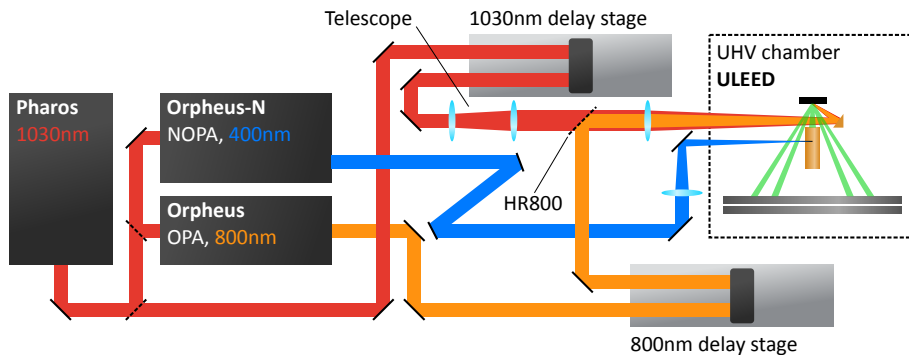 Telescope
1030nm delay stage
UHV chamber
ULEED
Pharos
1030nm
Orpheus-N
NOPA, 400nm
HR800
Orpheus
OPA, 800nm
800nm delay stage